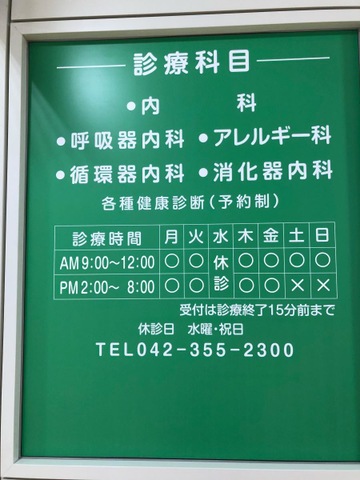 診療科目
•内　科
•呼吸器内科 •アレルギー科
•循環器内科 •消化器内科
各種健康診断(予約制)
診療時間 月 火 水 木 金 土 日
AM9:00〜12:00 ○ ○ 休診 ○ ○ ○ ○
PM2:00〜 8:00 ○ ○ ○ ○ × ×
受付は診療終了15分前まで
休診日　水曜・祝日
TEL042-355-2300